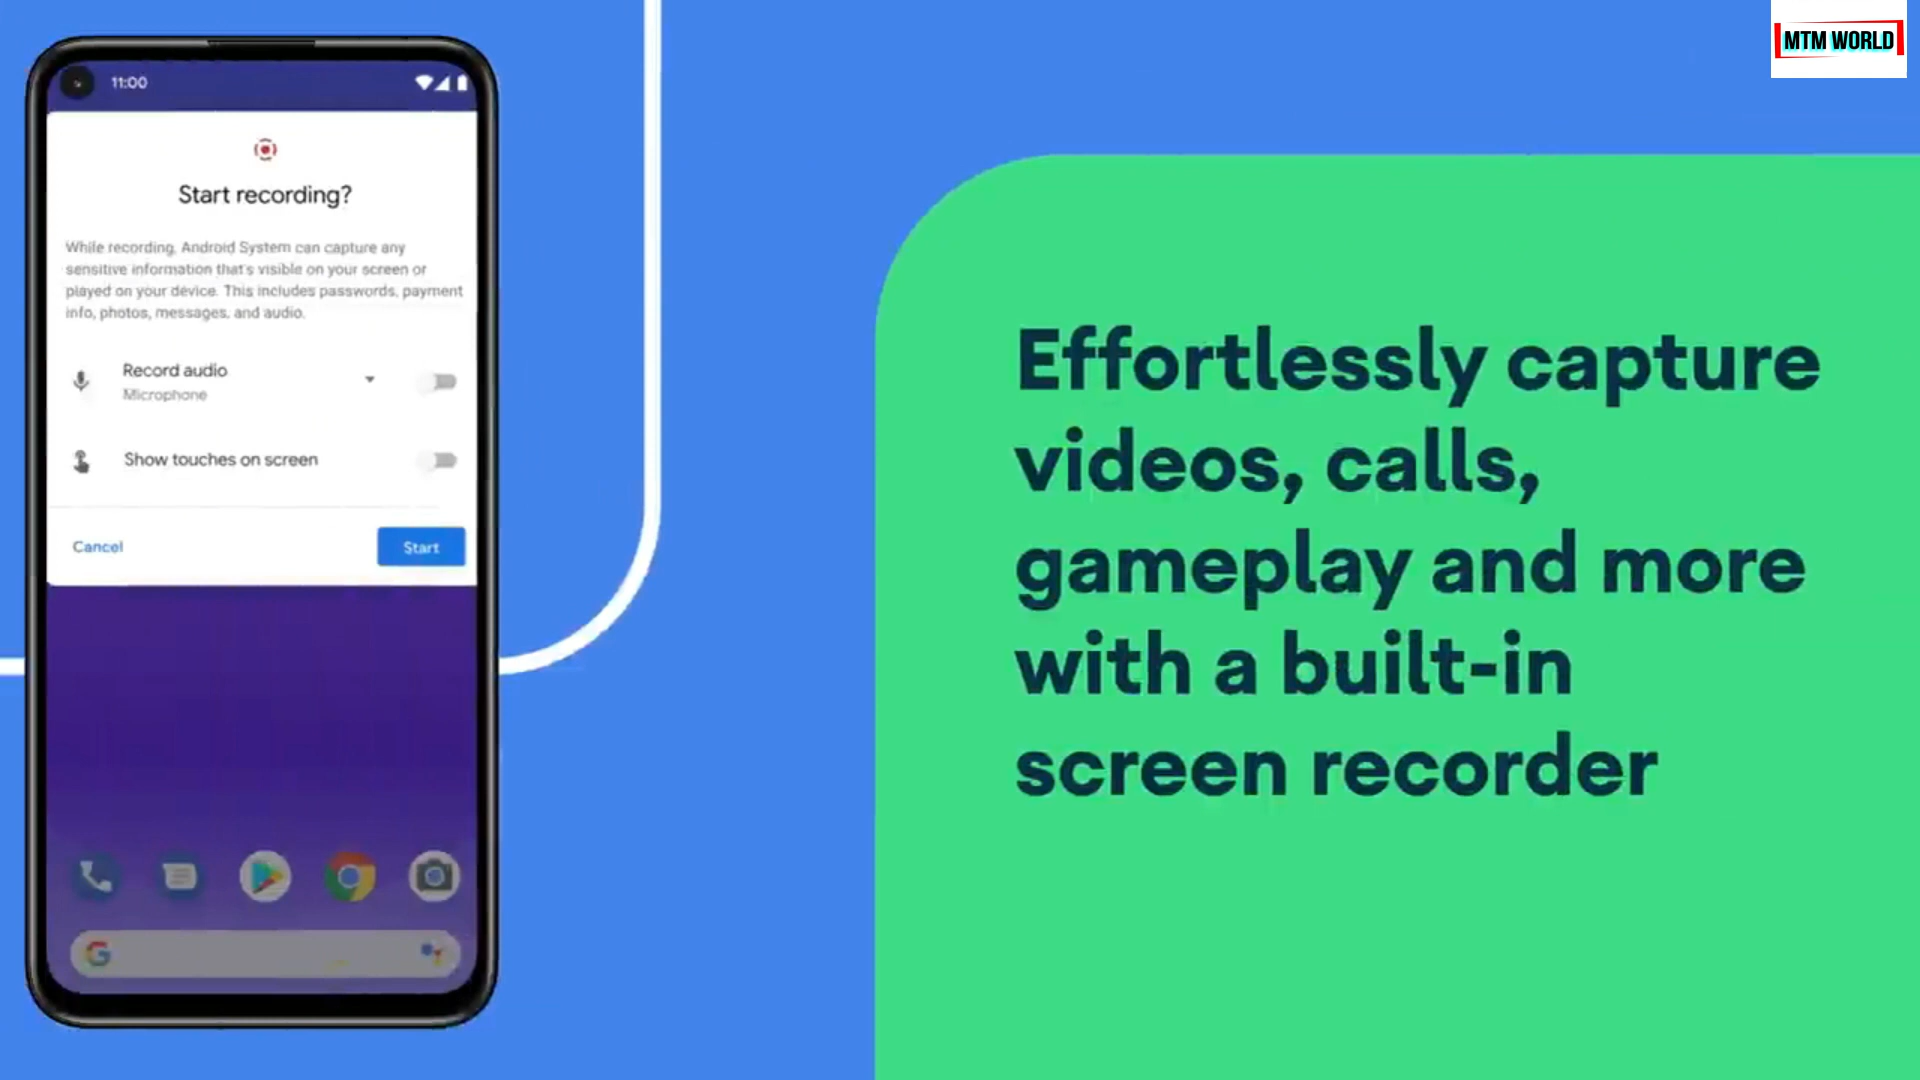 MTM WORLD
11:00
Start recording?
While recording, Android System can capture any
sensitive information that's visible on your screen or
played on your device. This includes passwords, payment
info, photos, messages, and audio.
Record audio
Microphone
Show touches on screen
Cancel
Start
Effortlessly capture
videos, calls,
gameplay and more
with a built-in
screen recorder